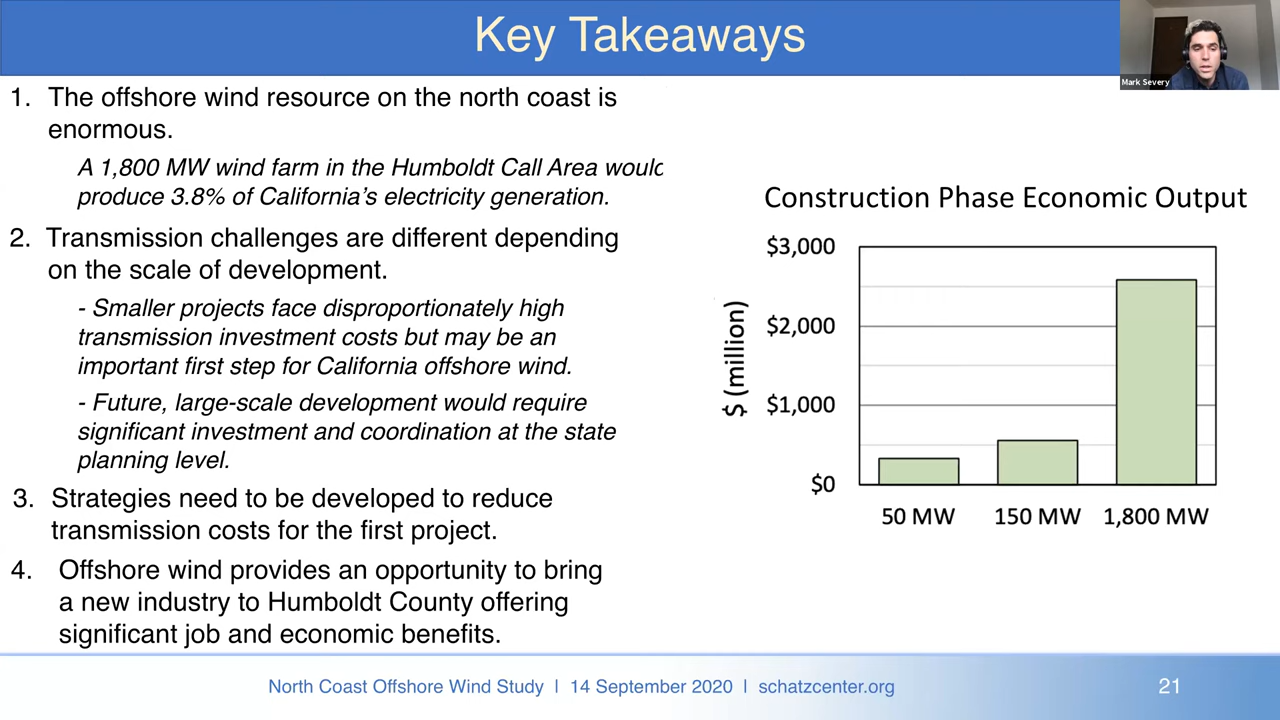 Key Takeaways
Mark Severy
1. The offshore wind resource on the north coast is
enormous.
A 1,800 MW wind farm in the Humboldt Call Area would
produce 3.8% of California's electricity generation.
2. Transmission challenges are different depending
on the scale of development.
- Smaller projects face disproportionately high
transmission investment costs but may be an
important first step for California offshore wind.
- Future, large-scale development would require
significant investment and coordination at the state
planning level.
3. Strategies need to be developed to reduce
transmission costs for the first project.
4. Offshore wind provides an opportunity to bring
a new industry to Humboldt County offering
significant job and economic benefits.
Construction Phase Economic Output
$ (million)
$3,000
$2,000
$1,000
$0
50 MW 150 MW 1,800 MW
North Coast Offshore Wind Study | 14 September 2020 | schatzcenter.org
21